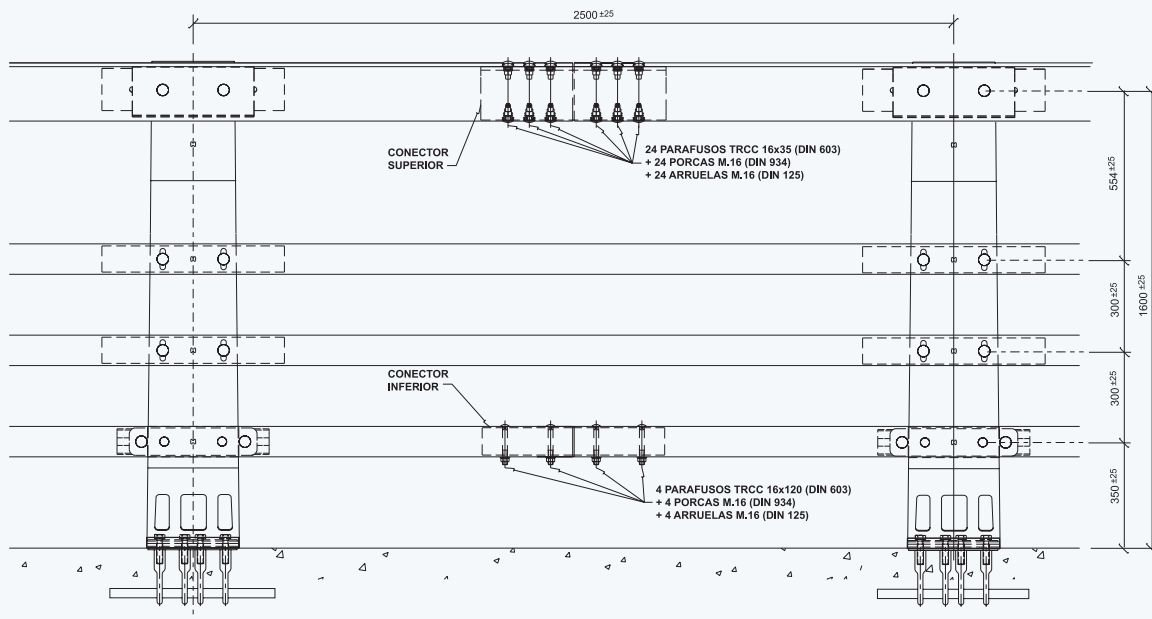 2500±25
CONECTOR
SUPERIOR
24 PARAFUSOS TRCC 16x35 (DIN 603)
+ 24 PORCAS M.16 (DIN 934)
+ 24 ARRUELAS M.16 (DIN 125)
554±25
300±25
1600±25
CONECTOR
INFERIOR
300±25
4 PARAFUSOS TRCC 16x120 (DIN 603)
+ 4 PORCAS M.16 (DIN 934)
+ 4 ARRUELAS M.16 (DIN 125)
350±25